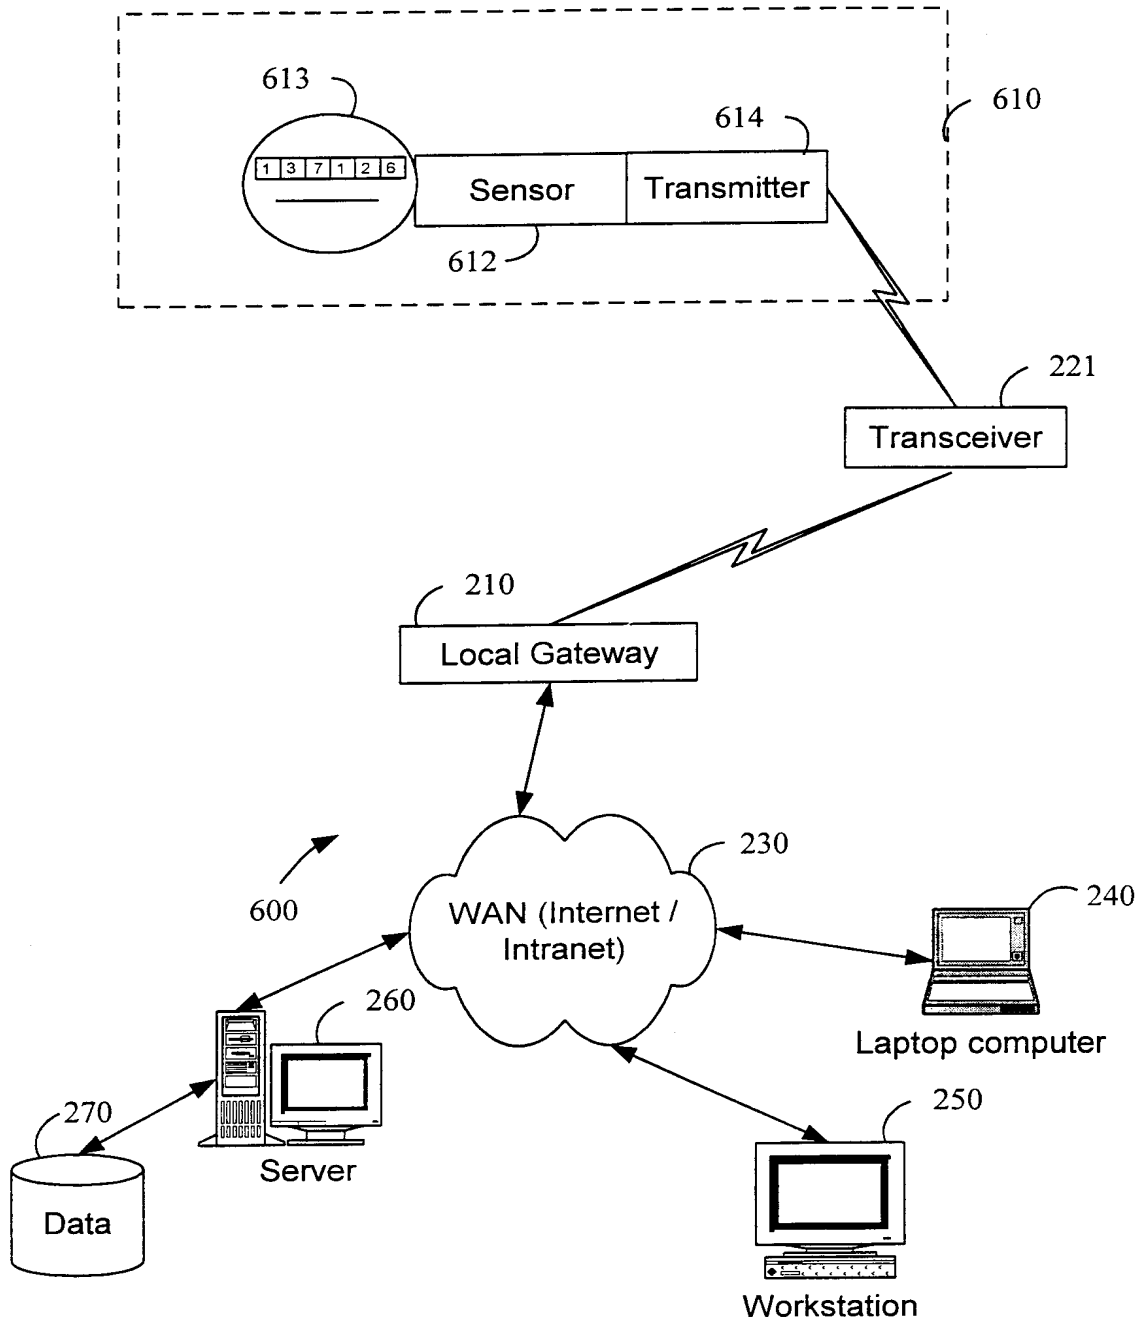 613
610
614
1 3 7 1 2 6
Sensor
Transmitter
612
221
Transceiver
210
Local Gateway
230
600
WAN (Internet /
Intranet)
240
260
Laptop computer
250
270
Server
Data
Workstation